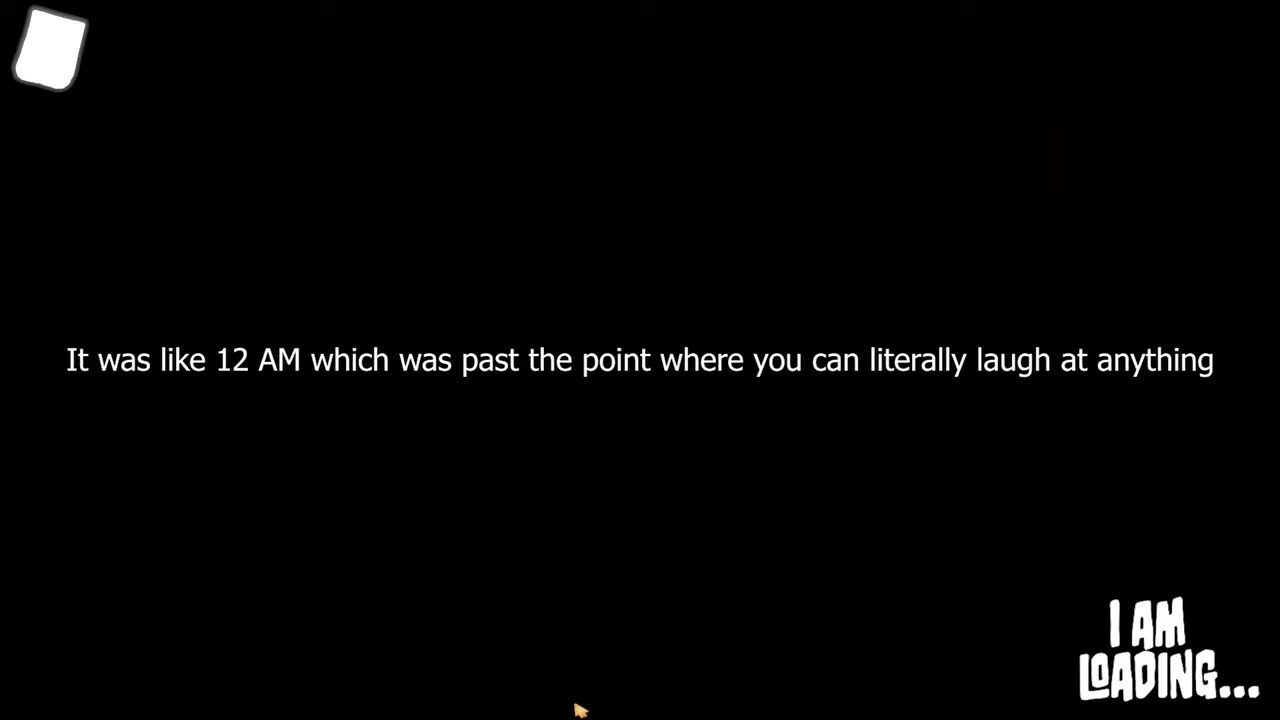 It was like 12 AM which was past the point where you can literally laugh at anything
I AM
LOADING...